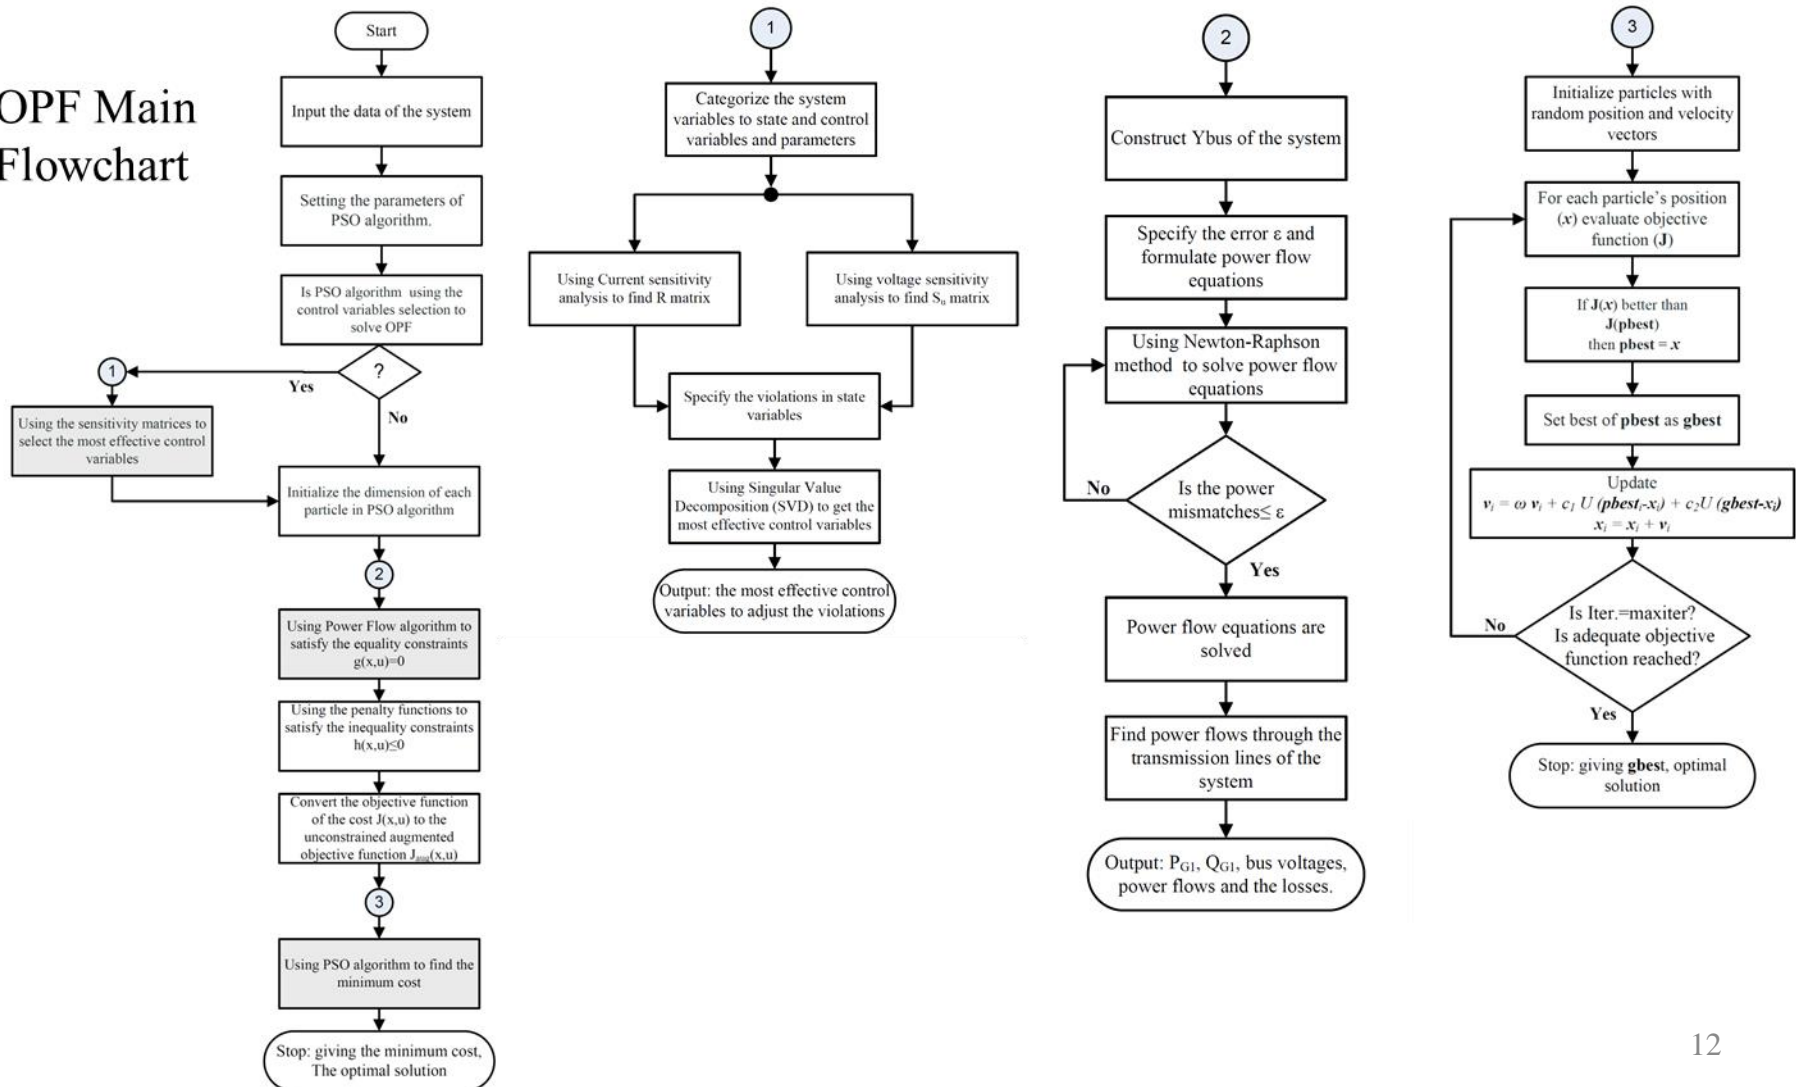 OPF Main
Flowchart
Start
Input the data of the system
Setting the parameters of
PSO algorithm.
Is PSO algorithm using the
control variables selection to
solve OPF
?
Yes
No
1
Using the sensitivity matrices to
select the most effective control
variables
Initialize the dimension of each
particle in PSO algorithm
2
Using Power Flow algorithm to
satisfy the equality constraints
g(x,u)=0
Using the penalty functions to
satisfy the inequality constraints
h(x,u)≤0
Convert the objective function
of the cost J(x,u) to the
unconstrained augmented
objective function Jaug(x,u)
3
Using PSO algorithm to find the
minimum cost
Stop: giving the minimum cost,
The optimal solution
1
Categorize the system
variables to state and control
variables and parameters
Using Current sensitivity
analysis to find R matrix
Using voltage sensitivity
analysis to find Su matrix
Specify the violations in state
variables
Using Singular Value
Decomposition (SVD) to get the
most effective control variables
Output: the most effective control
variables to adjust the violations
2
Construct Ybus of the system
Specify the error ε and
formulate power flow
equations
Using Newton-Raphson
method to solve power flow
equations
Is the power
mismatches≤ ε
No
Yes
Power flow equations are
solved
Find power flows through the
transmission lines of the
system
Output: PG1, QG1, bus voltages,
power flows and the losses.
3
Initialize particles with
random position and velocity
vectors
For each particle's position
(x) evaluate objective
function (J)
If J(x) better than
J(pbest)
then pbest = x
Set best of pbest as gbest
Update
vi = ω vi + c1 U (pbesti-xi) + c2U (gbest-xi)
xi = xi + vi
Is Iter.=maxiter?
Is adequate objective
function reached?
No
Yes
Stop: giving gbest, optimal
solution
12